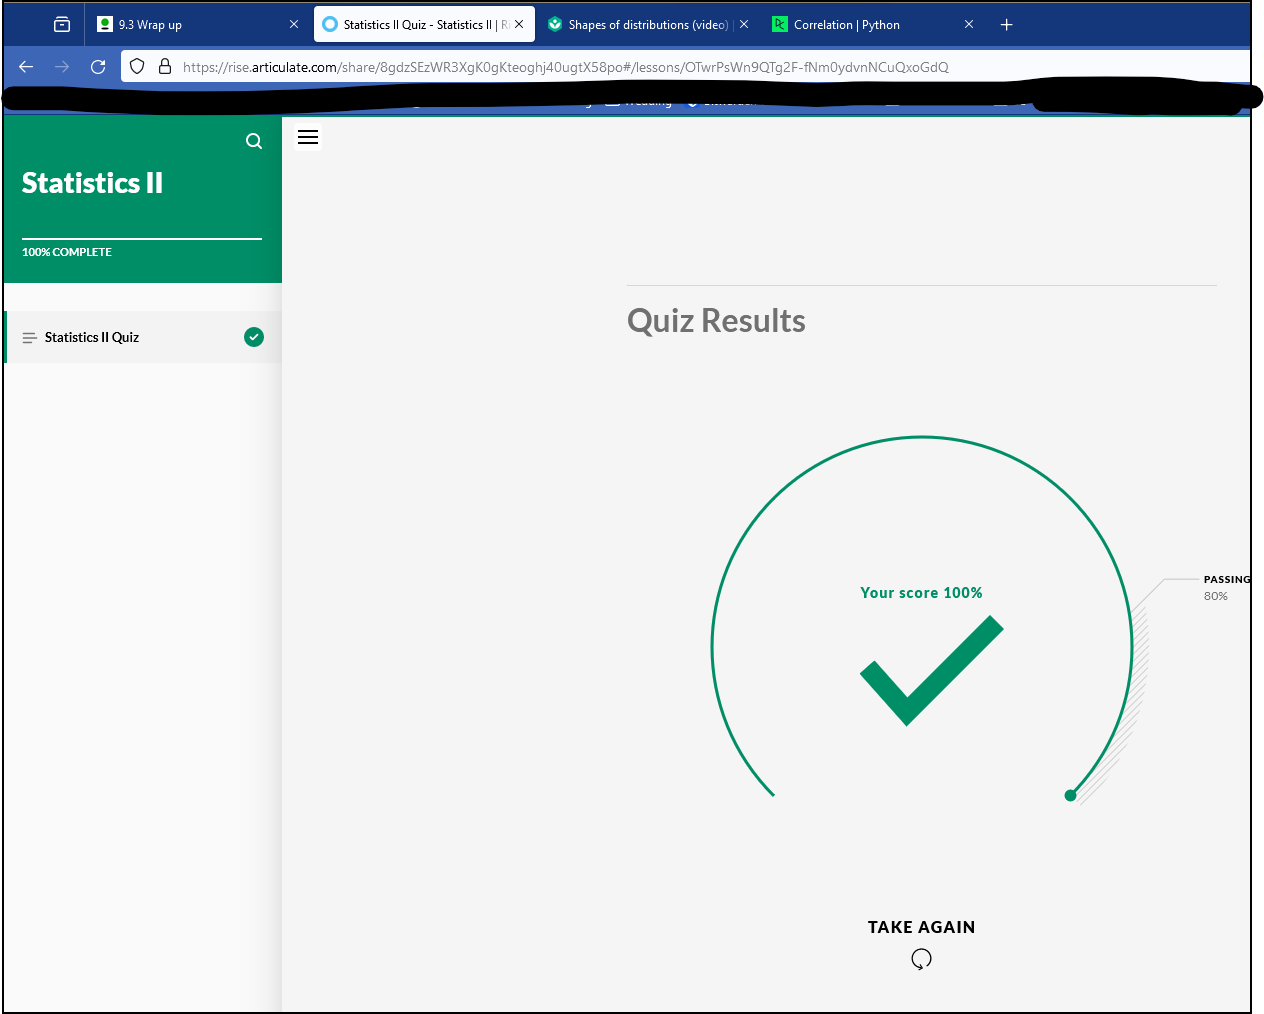 9.3 Wrap up
Statistics II Quiz - Statistics II |
Shapes of distributions (video)
Correlation | Python
https://rise.articulate.com/share/8gdzSEzWR3XgK0gKteoghj40ugtX58po#/lessons/OTwrPsWn9QTg2F-fNm0ydvnNCuQxoGdQ
Statistics II
100% COMPLETE
Statistics II Quiz
Quiz Results
Your score 100%
PASSING
80%
TAKE AGAIN